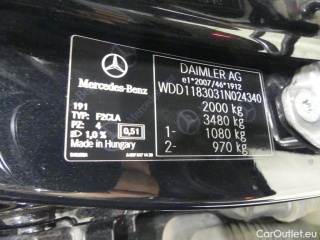 Mercedes-Benz
191
TYP: F2CLA
PZ: 4
1,0 %
0,51
Made in Hungary
DAIMLER AG
e1*2007/46*1912
WDD1183031N024340
2000 kg
3480 kg
1- 1080 kg
2- 970 kg
CarOutlet.eu